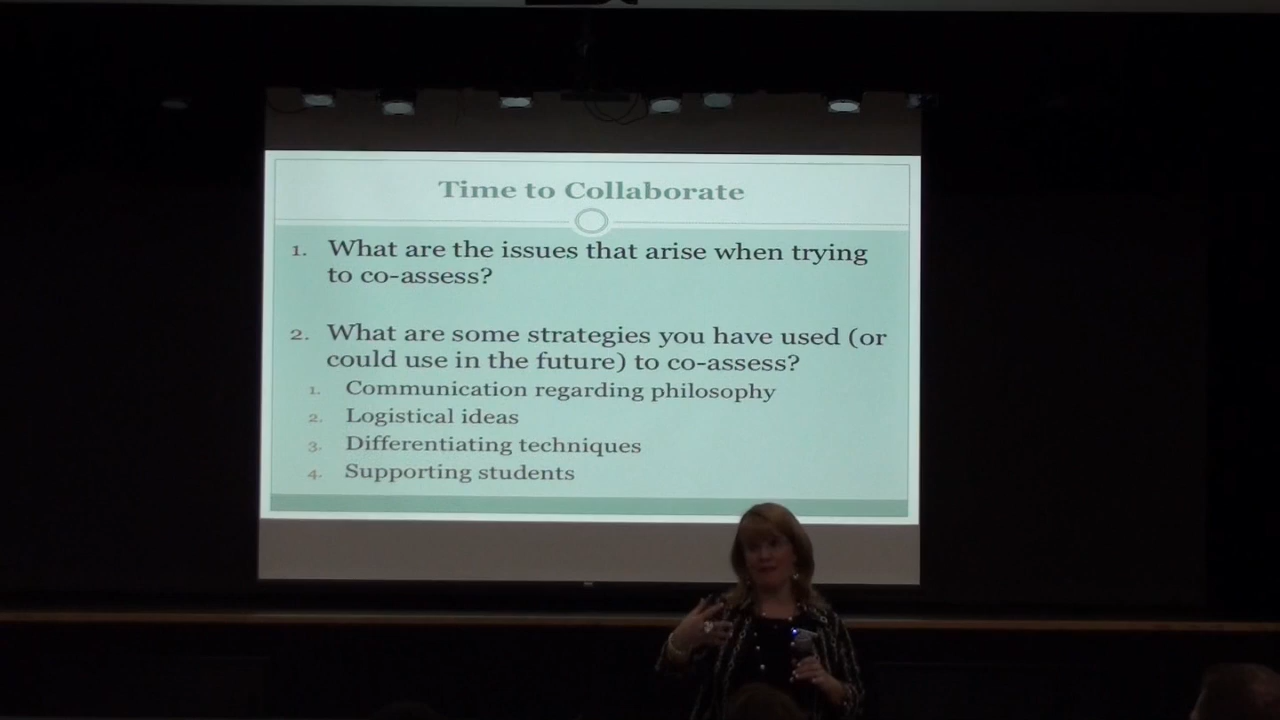 Time to Collaborate
1. What are the issues that arise when trying
to co-assess?
2. What are some strategies you have used (or
could use in the future) to co-assess?
1. Communication regarding philosophy
2. Logistical ideas
3. Differentiating techniques
4. Supporting students